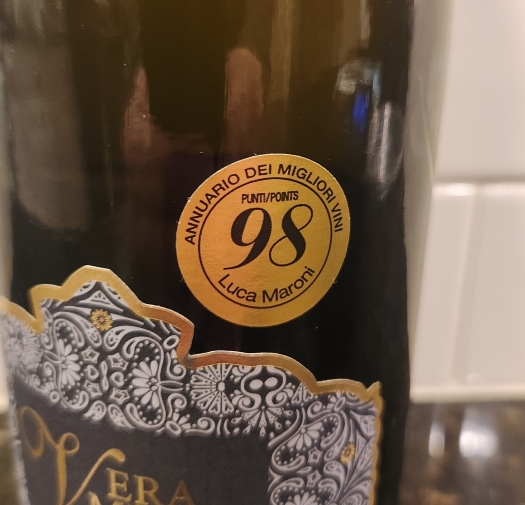 ANNUARIO DEI MIGLIORI VINI
PUNTI/POINTS
98
Luca Maroni
VERA